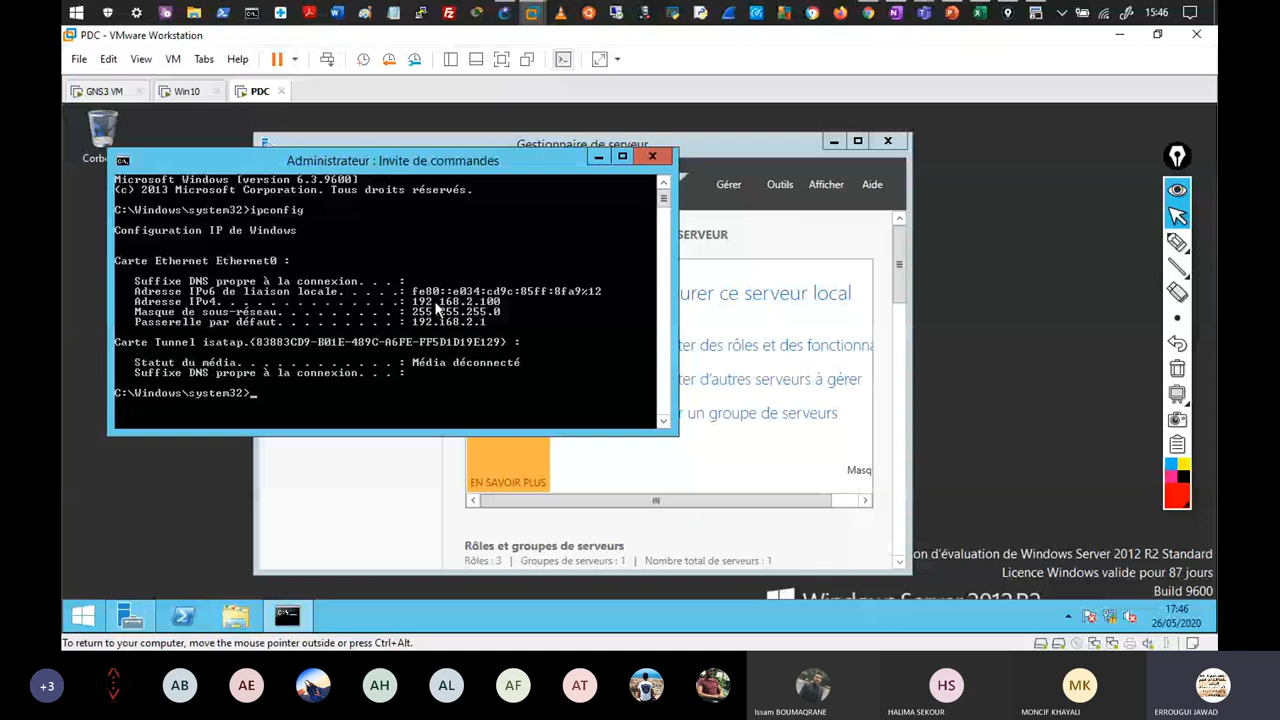 15:46
PDC - VMware Workstation
File Edit View VM Tabs Help
GNS3 VM Win10 PDC
Corbe
Gestionnaire de serveur
Gérer Outils Afficher Aide
Administrateur : Invite de commandes
Microsoft Windows [version 6.3.9600]
(c) 2013 Microsoft Corporation. Tous droits réservés.
C:\Windows\system32>ipconfig
Configuration IP de Windows
Carte Ethernet Ethernet0 :
Suffixe DNS propre à la connexion. . . :
Adresse IPv6 de liaison locale. . . . .: fe80::e034:cd9c:85ff:8fa9%12
Adresse IPv4. . . . . . . . . . . . . .: 192.168.2.100
Masque de sous-réseau. . . . . . . . . : 255.255.255.0
Passerelle par défaut. . . . . . . . . : 192.168.2.1
Carte Tunnel isatap.{83883CD9-B01E-489C-A6FE-FF5D1D19E129} :
Statut du média. . . . . . . . . . . . : Média déconnecté
Suffixe DNS propre à la connexion. . . :
C:\Windows\system32>_
SERVEUR
urer ce serveur local
ter des rôles et des fonctionna
ter d'autres serveurs à gérer
r un groupe de serveurs
EN SAVOIR PLUS
Masq
Rôles et groupes de serveurs
Rôles : 3 | Groupes de serveurs : 1 | Nombre total de serveurs : 1
on d'évaluation de Windows Server 2012 R2 Standard
Licence Windows valide pour 87 jours
Build 9600
Windows Server 2012 R2
17:46
26/05/2020
To return to your computer, move the mouse pointer outside or press Ctrl+Alt.
+3 AB AE AH AL AF AT HS MK
Issam BOUMAQRANE HALIMA SEKOUR MONCIF KHAYALI ERROUGUI JAWAD